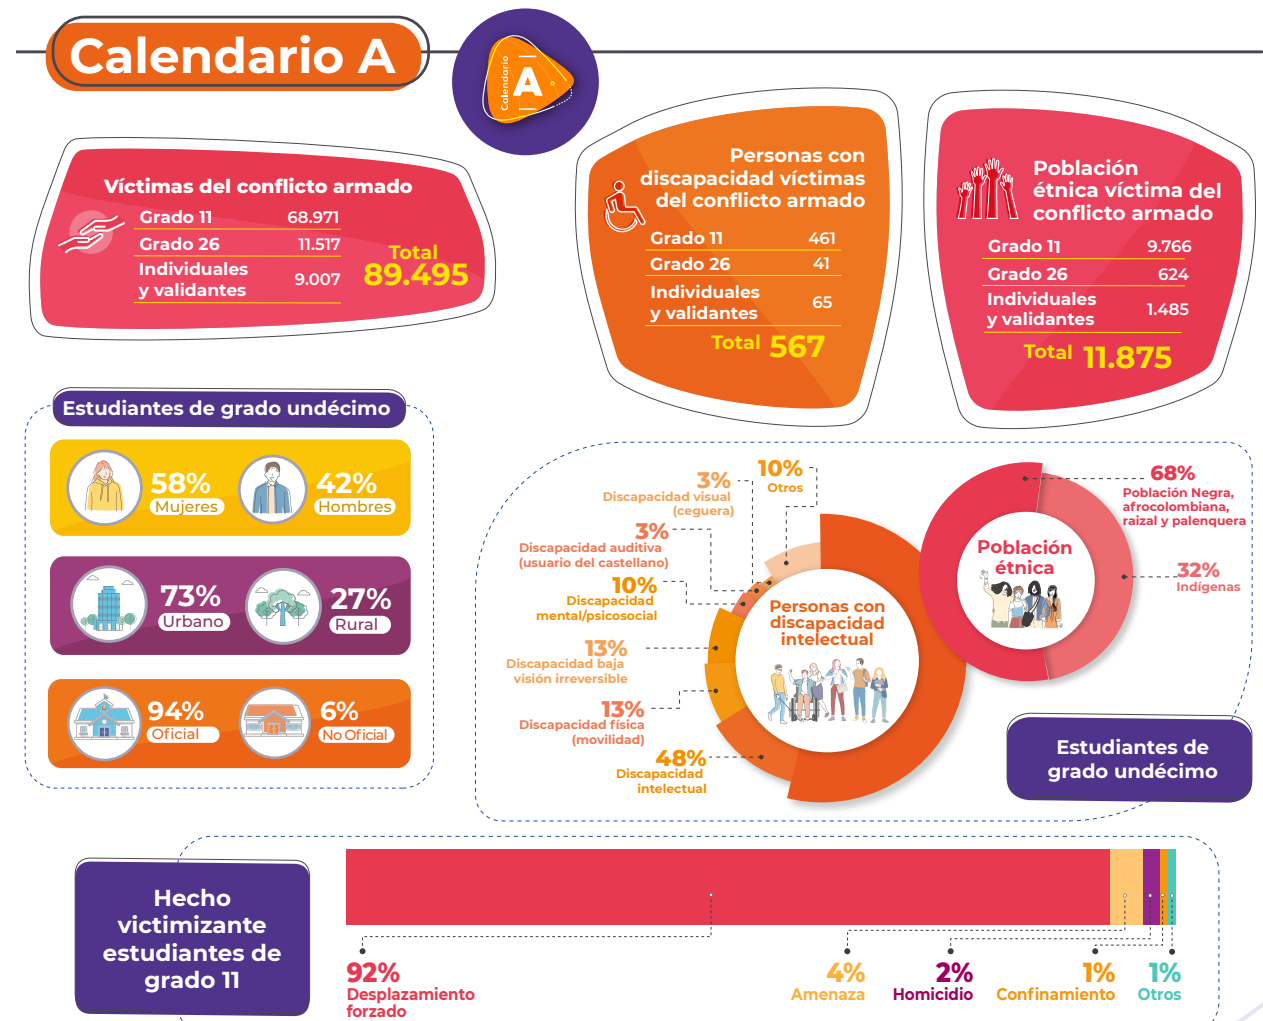 Calendario A
Calendario
A
Víctimas del conflicto armado
Grado 11 68.971
Grado 26 11.517
Individuales
y validantes 9.007
Total
89.495
Personas con
discapacidad víctimas
del conflicto armado
Grado 11 461
Grado 26 41
Individuales
y validantes 65
Total 567
Población
étnica víctima del
conflicto armado
Grado 11 9.766
Grado 26 624
Individuales
y validantes 1.485
Total 11.875
Estudiantes de grado undécimo
58%
Mujeres
42%
Hombres
73%
Urbano
27%
Rural
94%
Oficial
6%
No Oficial
10%
Otros
3%
Discapacidad visual
(ceguera)
3%
Discapacidad auditiva
(usuario del castellano)
10%
Discapacidad
mental/psicosocial
13%
Discapacidad baja
visión irreversible
13%
Discapacidad física
(movilidad)
48%
Discapacidad
intelectual
Personas con
discapacidad
intelectual
Población
étnica
68%
Población Negra,
afrocolombiana,
raizal y palenquera
32%
Indígenas
Estudiantes de
grado undécimo
Hecho
victimizante
estudiantes de
grado 11
92%
Desplazamiento
forzado
4%
Amenaza
2%
Homicidio
1%
Confinamiento
1%
Otros